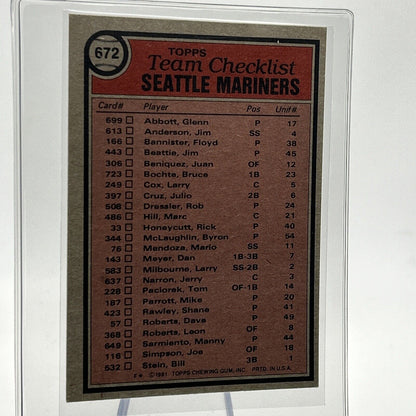 672
TOPPS
Team Checklist
SEATTLE MARINERS
Card# Player Pos Unif#
699 Abbott, Glenn P 17
613 Anderson, Jim SS 4
166 Bannister, Floyd P 38
443 Beattie, Jim P 45
306 Beniquez, Juan OF 12
723 Bochte, Bruce 1B 23
249 Cox, Larry C 5
397 Cruz, Julio 2B 6
508 Dressler, Rob P 24
486 Hill, Marc C 21
33 Honeycutt, Rick P 40
344 McLaughlin, Byron P 54
76 Mendoza, Mario SS 11
143 Meyer, Dan 1B-3B 7
583 Milbourne, Larry SS-2B 2
637 Narron, Jerry C 3
228 Paciorek, Tom OF-1B 14
187 Parrott, Mike P 20
423 Rawley, Shane P 41
57 Roberts, Dave P 49
368 Roberts, Leon OF 8
649 Sarmiento, Manny P 44
116 Simpson, Joe OF 18
532 Stein, Bill 3B 1
©1981 TOPPS CHEWING GUM, INC. PRTD. IN U.S.A.